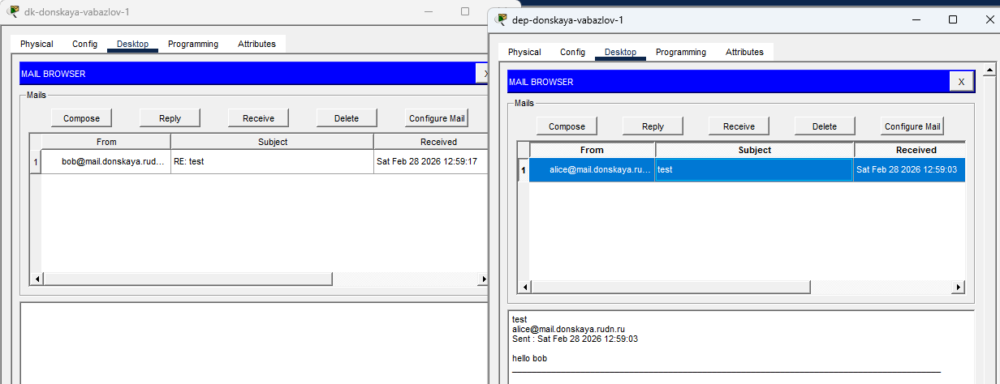 dk-donskaya-vabazlov-1
Physical Config Desktop Programming Attributes
MAIL BROWSER
Mails
Compose Reply Receive Delete Configure Mail
From Subject Received
1 bob@mail.donskaya.rud... RE: test Sat Feb 28 2026 12:59:17
dep-donskaya-vabazlov-1
Physical Config Desktop Programming Attributes
MAIL BROWSER X
Mails
Compose Reply Receive Delete Configure Mail
From Subject Received
1 alice@mail.donskaya.ru... test Sat Feb 28 2026 12:59:03
test
alice@mail.donskaya.rudn.ru
Sent : Sat Feb 28 2026 12:59:03
hello bob